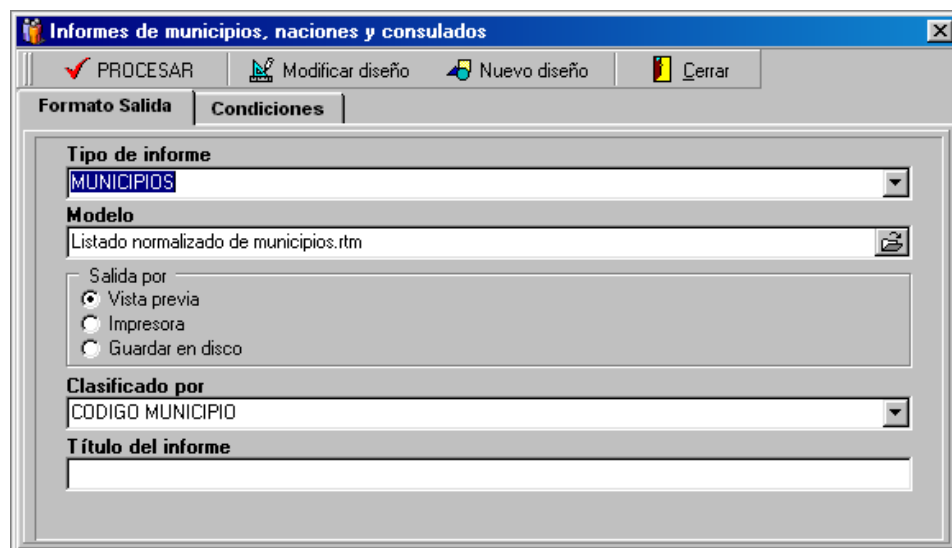 Informes de municipios, naciones y consulados
PROCESAR Modificar diseño Nuevo diseño Cerrar
Formato Salida Condiciones
Tipo de informe
MUNICIPIOS
Modelo
Listado normalizado de municipios.rtm
Salida por
Vista previa
Impresora
Guardar en disco
Clasificado por
CODIGO MUNICIPIO
Título del informe